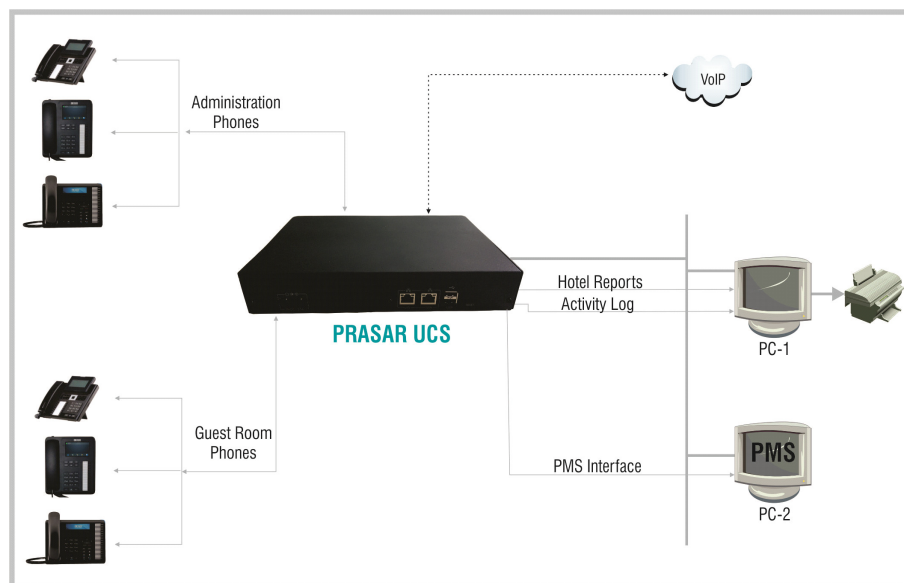 VoIP
Administration
Phones
Hotel Reports
Activity Log
PRASAR UCS
PC-1
Guest Room
Phones
PMS Interface
PMS
PC-2